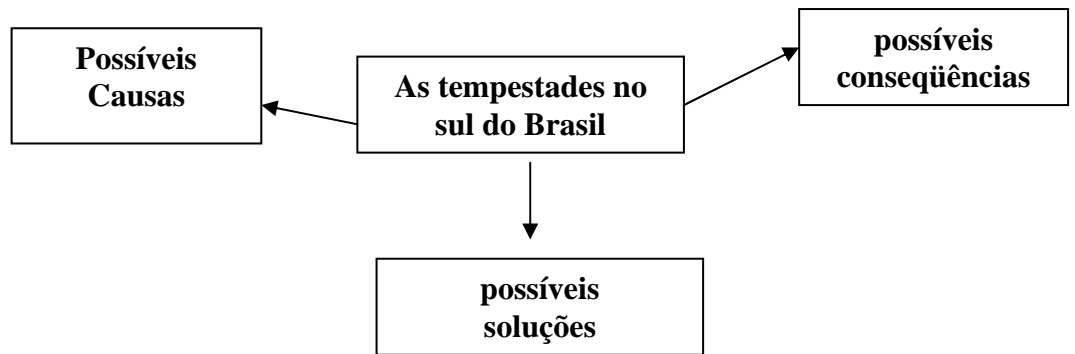 Possíveis
Causas
As tempestades no
sul do Brasil
possíveis
conseqüências
possíveis
soluções